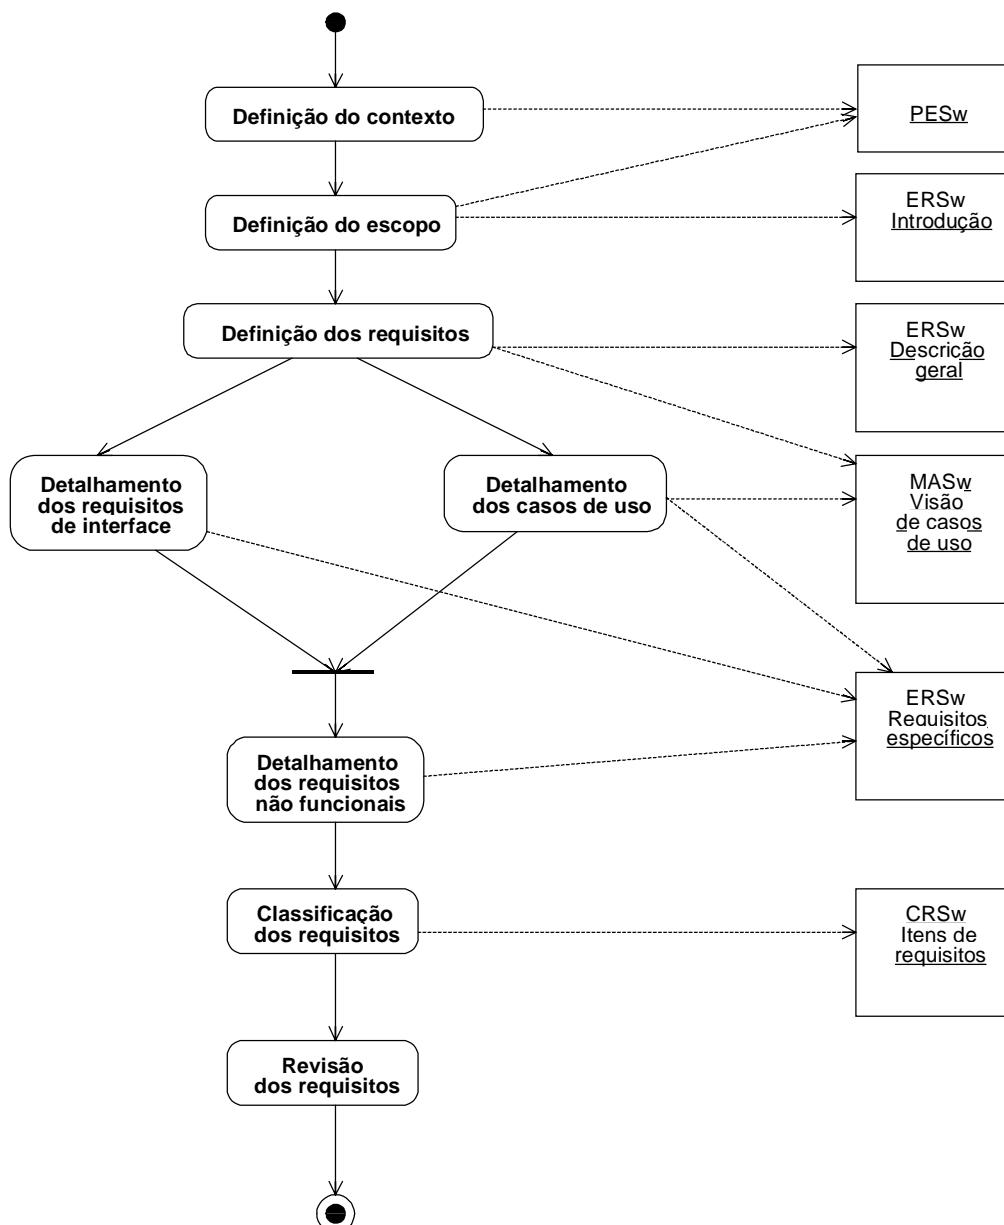 Definição do contexto
PESw
Definição do escopo
ERSw
Introdução
Definição dos requisitos
ERSw
Descrição
geral
Detalhamento
dos requisitos
de interface
Detalhamento
dos casos de uso
MASw
Visão
de casos
de uso
ERSw
Requisitos
específicos
Detalhamento
dos requisitos
não funcionais
Classificação
dos requisitos
CRSw
Itens de
requisitos
Revisão
dos requisitos